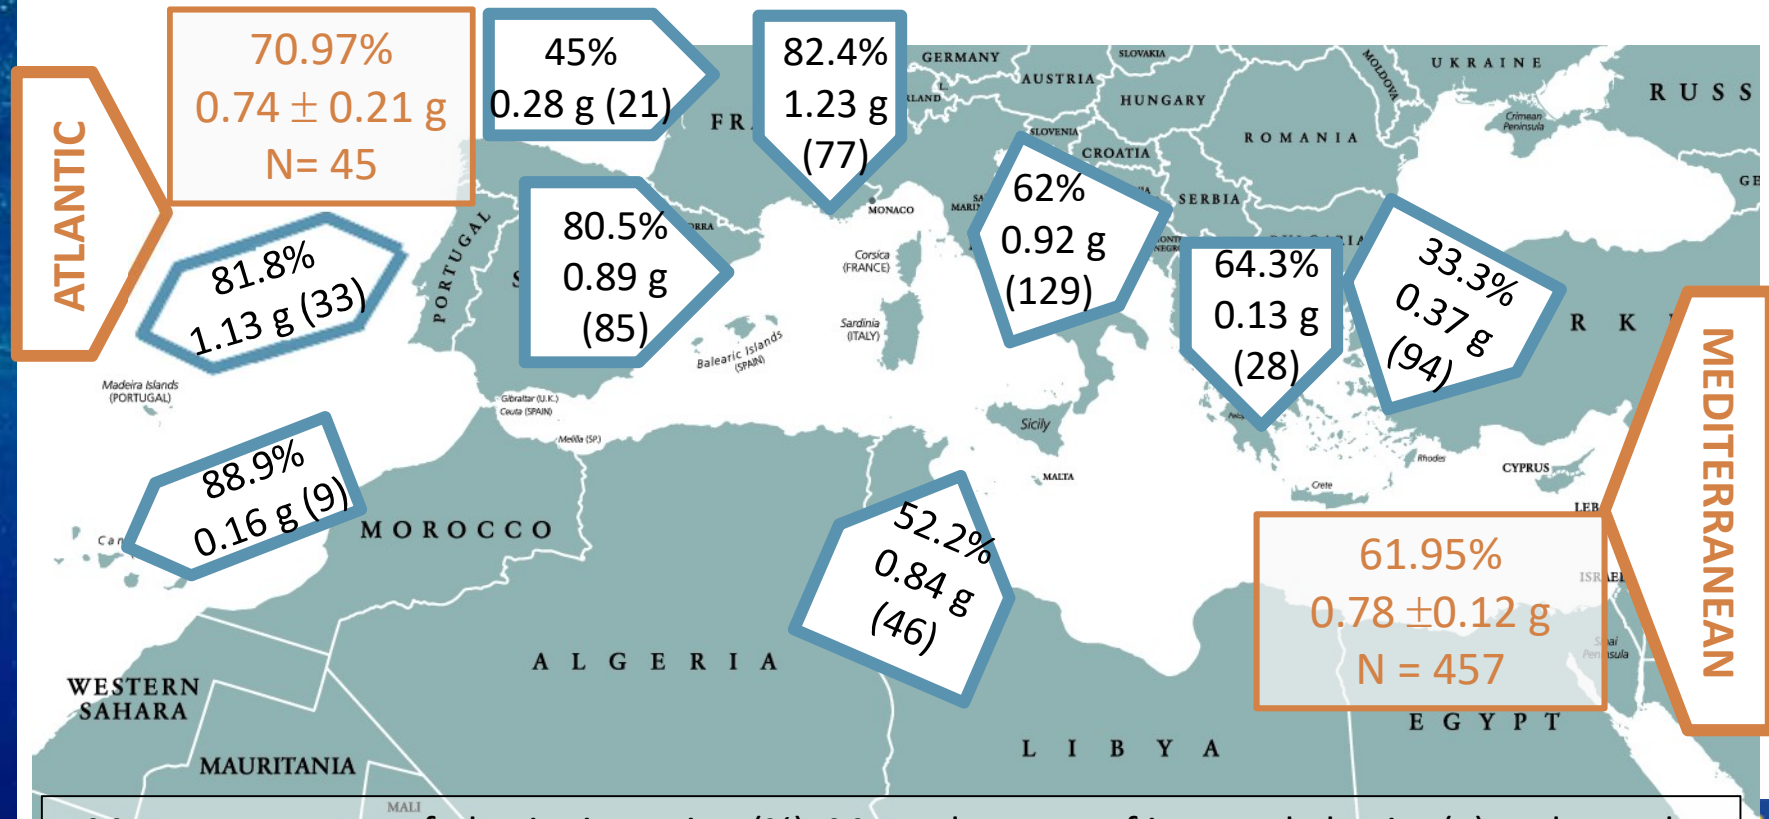 ATLANTIC
70.97%
0.74 ± 0.21 g
N= 45
45%
0.28 g (21)
82.4%
1.23 g
(77)
81.8%
1.13 g (33)
80.5%
0.89 g
(85)
62%
0.92 g
(129)
64.3%
0.13 g
(28)
33.3%
0.37 g
(94)
88.9%
0.16 g (9)
52.2%
0.84 g
(46)
61.95%
0.78 ±0.12 g
N = 457
MEDITERRANEAN
GERMANY
AUSTRIA
SLOVAKIA
HUNGARY
MOLDOVA
UKRAINE
RUSS
Crimean
Peninsula
ROMANIA
SLOVENIA
CROATIA
SERBIA
MONACO
Corsica
(FRANCE)
Sardinia
(ITALY)
Balearic Islands
(SPAIN)
PORTUGAL
Madeira Islands
(PORTUGAL)
Gibraltar (U.K.)
Ceuta (SPAIN)
Melilla (SP.)
Sicily
MALTA
Crete
Rhodes
CYPRUS
LEB
ISRAEL
MOROCCO
ALGERIA
LIBYA
EGYPT
WESTERN
SAHARA
MAURITANIA
MALI